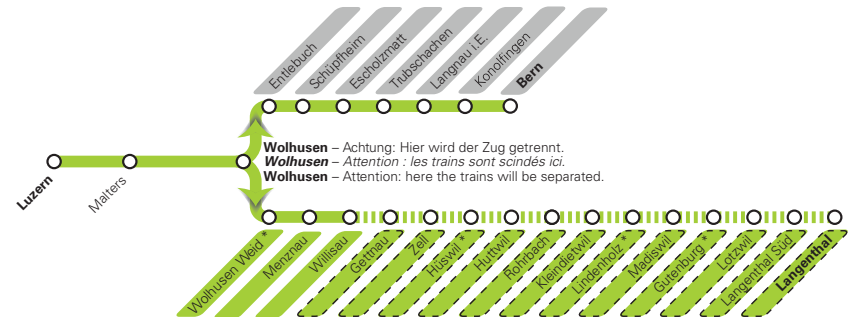 Entlebuch
Schüpfheim
Escholzmatt
Trubschachen
Langnau i.E.
Konolfingen
Bern
Wolhusen – Achtung: Hier wird der Zug getrennt.
Wolhusen – Attention : les trains sont scindés ici.
Wolhusen – Attention: here the trains will be separated.
Luzern
Malters
Wolhusen Weid *
Menznau
Willisau
Gettnau
Zell
Hüswil *
Huttwil
Rohrbach
Kleindietwil
Lindenholz *
Madiswil
Gutenburg *
Lotzwil
Langenthal Süd
Langenthal